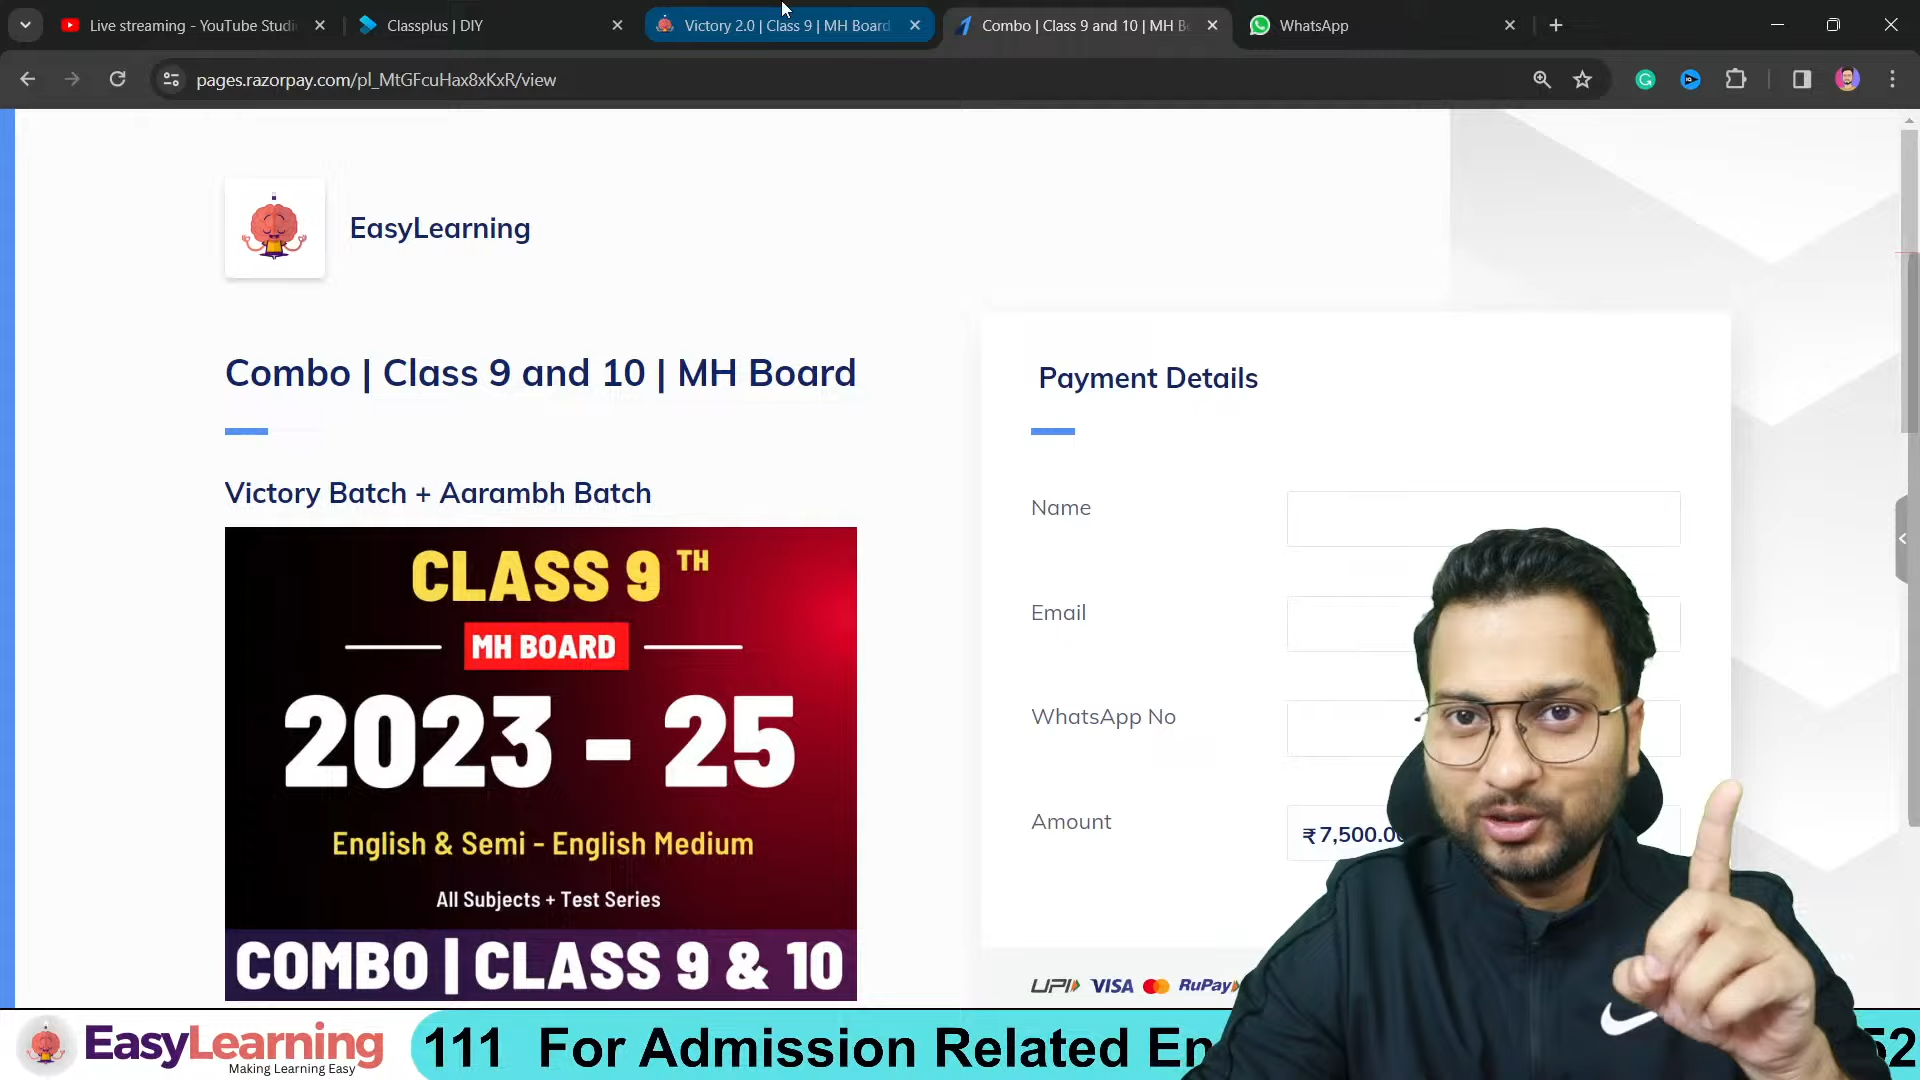 Live streaming - YouTube Studi
Classplus | DIY
Victory 2.0 | Class 9 | MH Board
Combo | Class 9 and 10 | MH B
WhatsApp
pages.razorpay.com/pl_MtGFcuHax8xKxR/view
EasyLearning
Combo | Class 9 and 10 | MH Board
Victory Batch + Aarambh Batch
CLASS 9 TH
MH BOARD
2023 - 25
English & Semi - English Medium
All Subjects + Test Series
COMBO | CLASS 9 & 10
Payment Details
Name
Email
WhatsApp No
Amount
₹7,500.00
UPI VISA RuPay
EasyLearning
Making Learning Easy
111 For Admission Related En
52